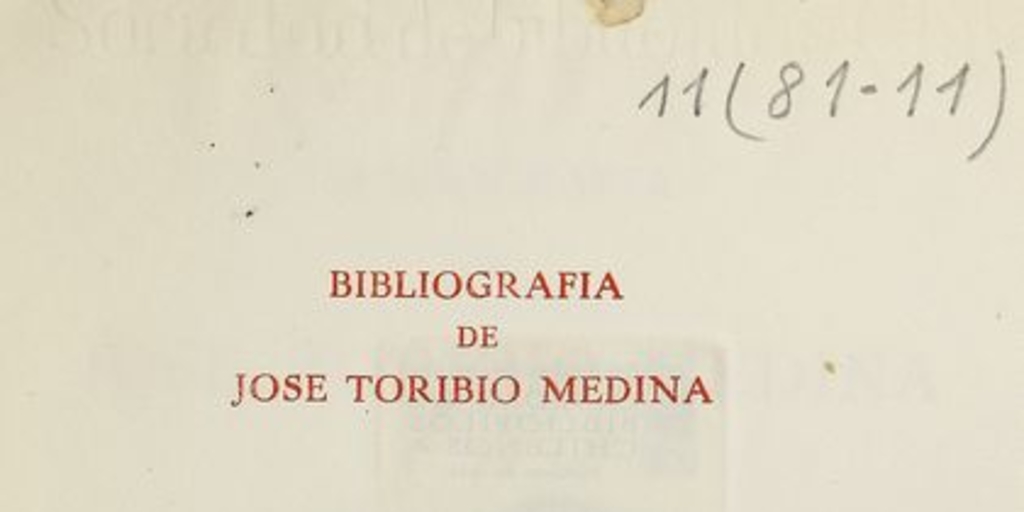 11(81-11)
BIBLIOGRAFIA
DE
JOSE TORIBIO MEDINA